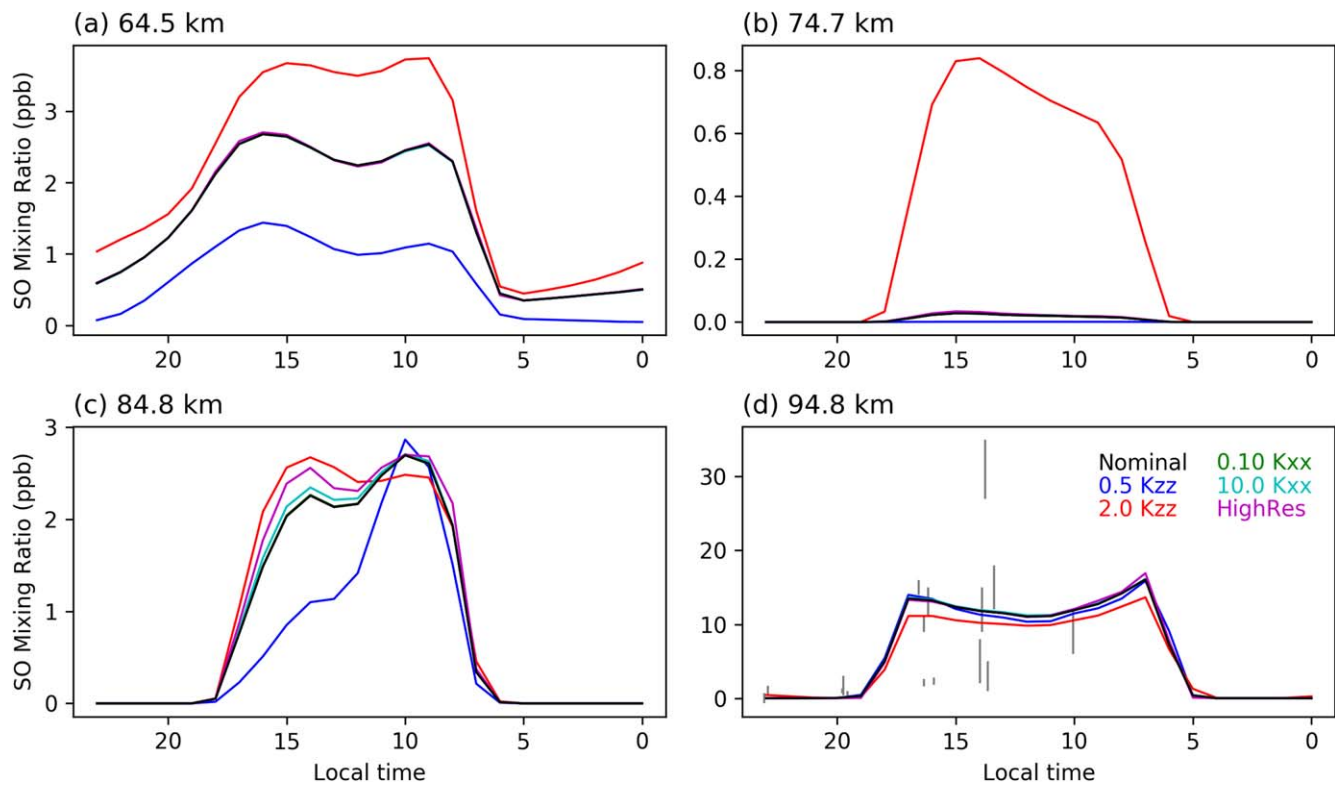 (a) 64.5 km
(b) 74.7 km
SO Mixing Ratio (ppb)
3
2
1
0
20 15 10 5 0
0.8
0.6
0.4
0.2
0.0
20 15 10 5 0
(c) 84.8 km
(d) 94.8 km
SO Mixing Ratio (ppb)
3
2
1
0
20 15 10 5 0
Local time
30
20
10
0
Nominal 0.10 Kxx
0.5 Kzz 10.0 Kxx
2.0 Kzz HighRes
20 15 10 5 0
Local time